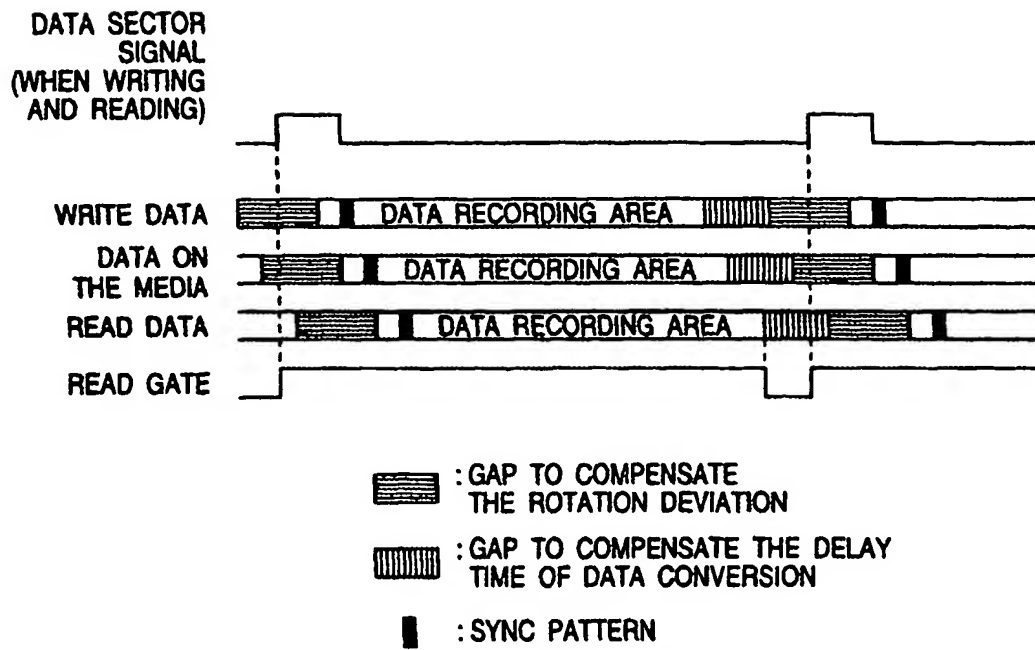 DATA SECTOR
SIGNAL
(WHEN WRITING
AND READING)
WRITE DATA
DATA RECORDING AREA
DATA ON
THE MEDIA
DATA RECORDING AREA
READ DATA
DATA RECORDING AREA
READ GATE
: GAP TO COMPENSATE
THE ROTATION DEVIATION
: GAP TO COMPENSATE THE DELAY
TIME OF DATA CONVERSION
: SYNC PATTERN